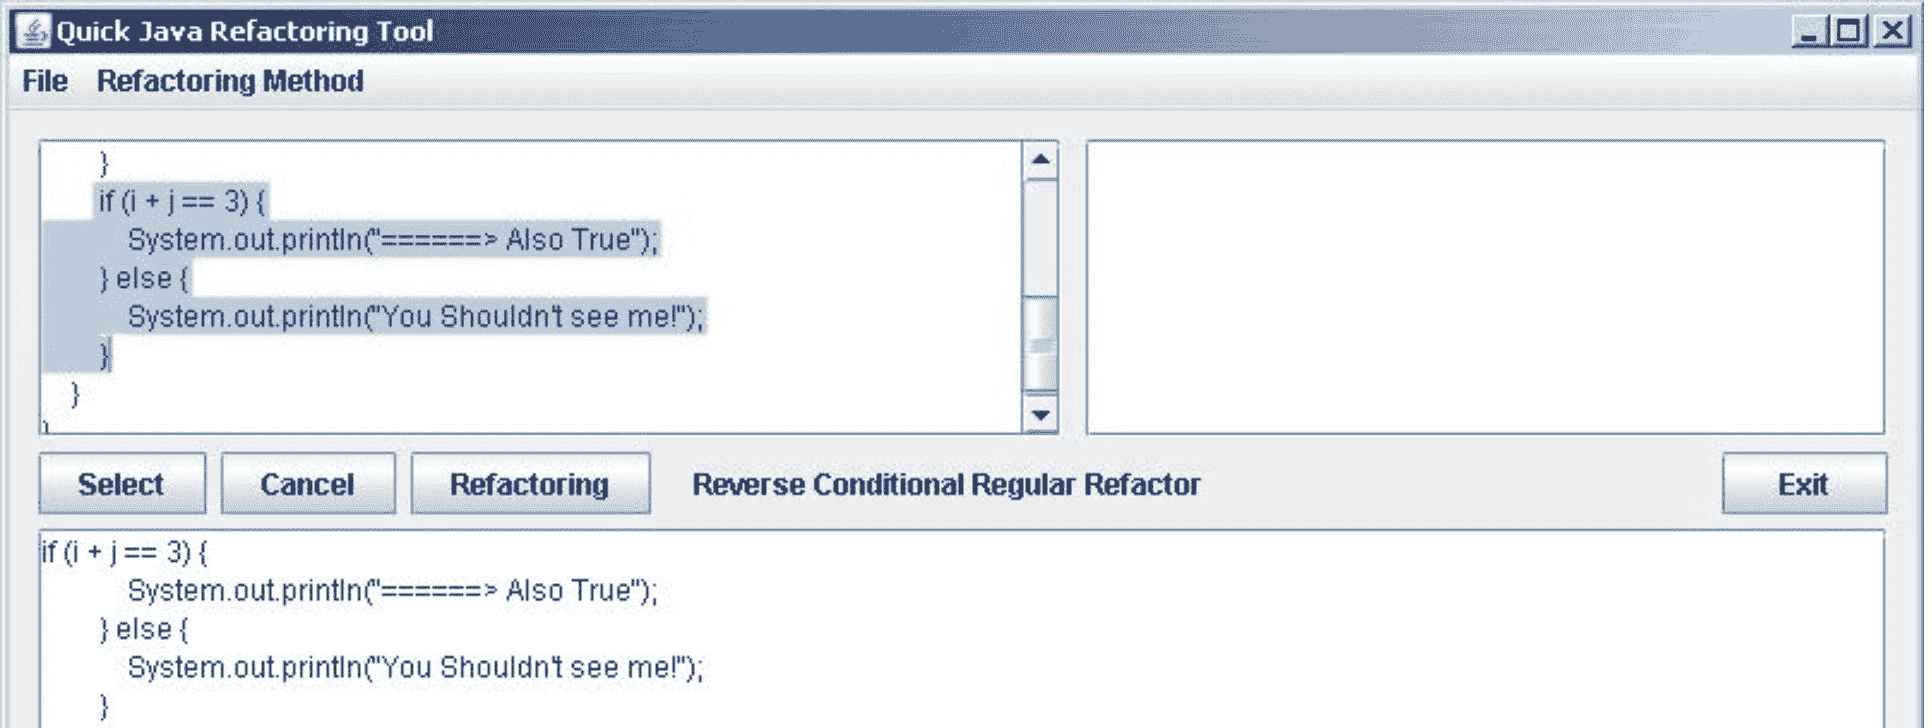 Quick Java Refactoring Tool
File Refactoring Method
}
if (i + j == 3) {
System.out.println("======> Also True");
} else {
System.out.println("You Shouldn't see me!");
}
}
Select Cancel Refactoring Reverse Conditional Regular Refactor Exit
if (i + j == 3) {
System.out.println("======> Also True");
} else {
System.out.println("You Shouldn't see me!");
}